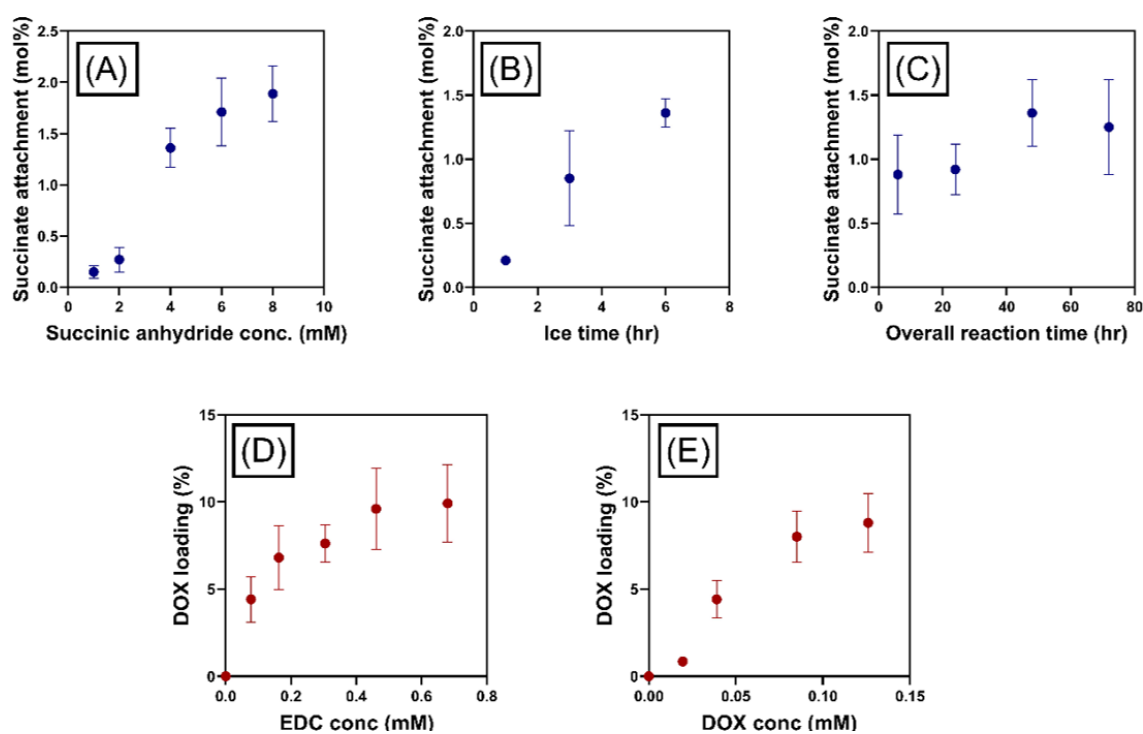 (A)
Succinate attachment (mol%)
2.5
2.0
1.5
1.0
0.5
0.0
0 2 4 6 8 10
Succinic anhydride conc. (mM)
(B)
Succinate attachment (mol%)
2.0
1.5
1.0
0.5
0.0
0 2 4 6 8
Ice time (hr)
(C)
Succinate attachment (mol%)
2.0
1.5
1.0
0.5
0.0
0 20 40 60 80
Overall reaction time (hr)
(D)
DOX loading (%)
15
10
5
0
0.0 0.2 0.4 0.6 0.8
EDC conc (mM)
(E)
DOX loading (%)
15
10
5
0
0.00 0.05 0.10 0.15
DOX conc (mM)